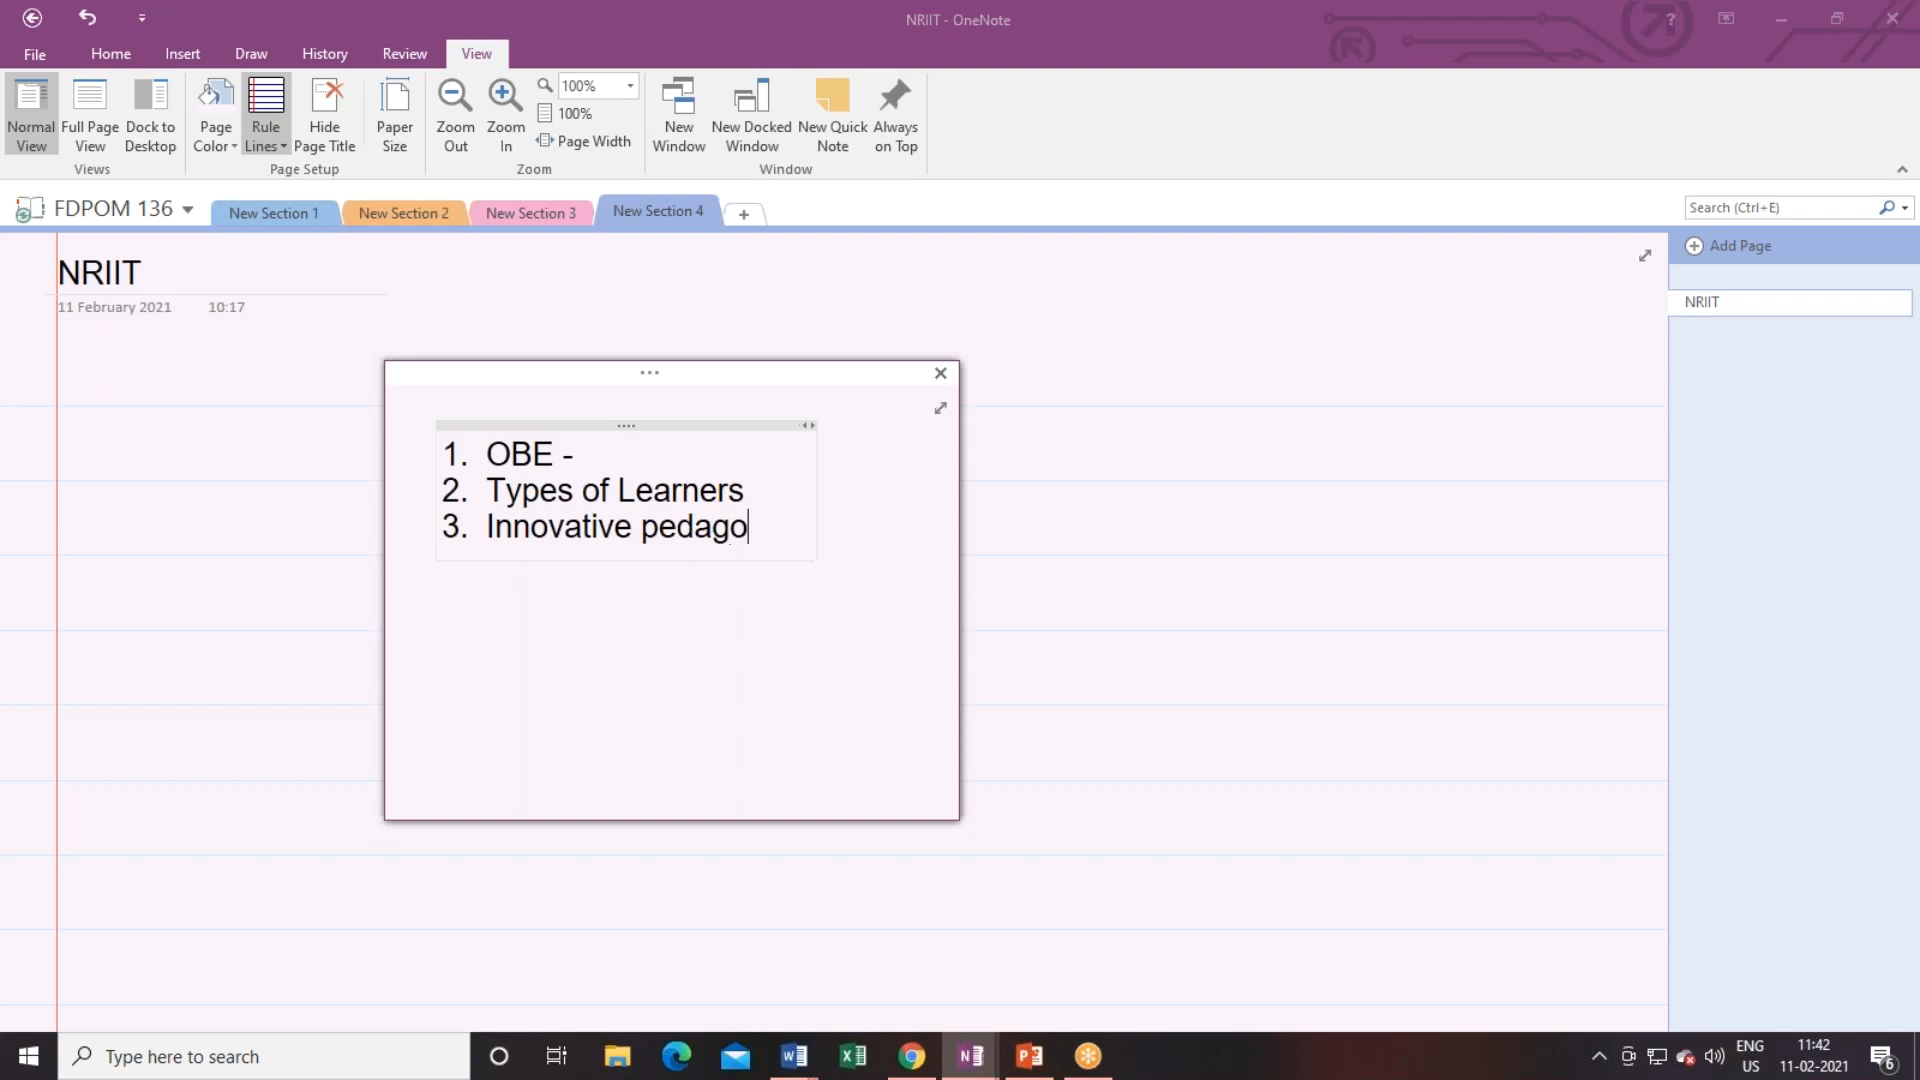 NRIIT - OneNote
?
File
Home
Insert
Draw
History
Review
View
Normal View
Full Page View
Dock to Desktop
Page Color
Rule Lines
Hide Page Title
Paper Size
Zoom Out
Zoom In
100%
100%
Page Width
New Window
New Docked Window
New Quick Note
Always on Top
Views
Page Setup
Zoom
Window
FDPOM 136
New Section 1
New Section 2
New Section 3
New Section 4
Search (Ctrl+E)
Add Page
NRIIT
NRIIT
11 February 2021 10:17
1. OBE -
2. Types of Learners
3. Innovative pedago
Type here to search
ENG
US
11:42
11-02-2021
6